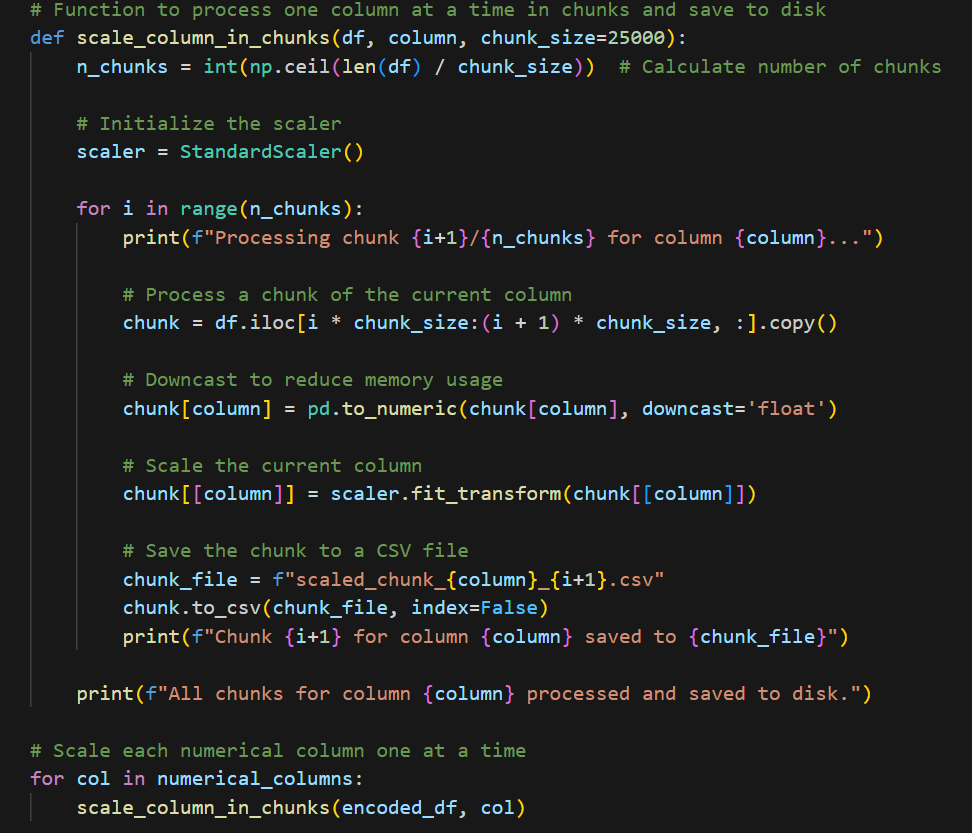 # Function to process one column at a time in chunks and save to disk
def scale_column_in_chunks(df, column, chunk_size=25000):
    n_chunks = int(np.ceil(len(df) / chunk_size))  # Calculate number of chunks

    # Initialize the scaler
    scaler = StandardScaler()

    for i in range(n_chunks):
        print(f"Processing chunk {i+1}/{n_chunks} for column {column}...")

        # Process a chunk of the current column
        chunk = df.iloc[i * chunk_size:(i + 1) * chunk_size, :].copy()

        # Downcast to reduce memory usage
        chunk[column] = pd.to_numeric(chunk[column], downcast='float')

        # Scale the current column
        chunk[[column]] = scaler.fit_transform(chunk[[column]])

        # Save the chunk to a CSV file
        chunk_file = f"scaled_chunk_{column}_{i+1}.csv"
        chunk.to_csv(chunk_file, index=False)
        print(f"Chunk {i+1} for column {column} saved to {chunk_file}")

    print(f"All chunks for column {column} processed and saved to disk.")

# Scale each numerical column one at a time
for col in numerical_columns:
    scale_column_in_chunks(encoded_df, col)